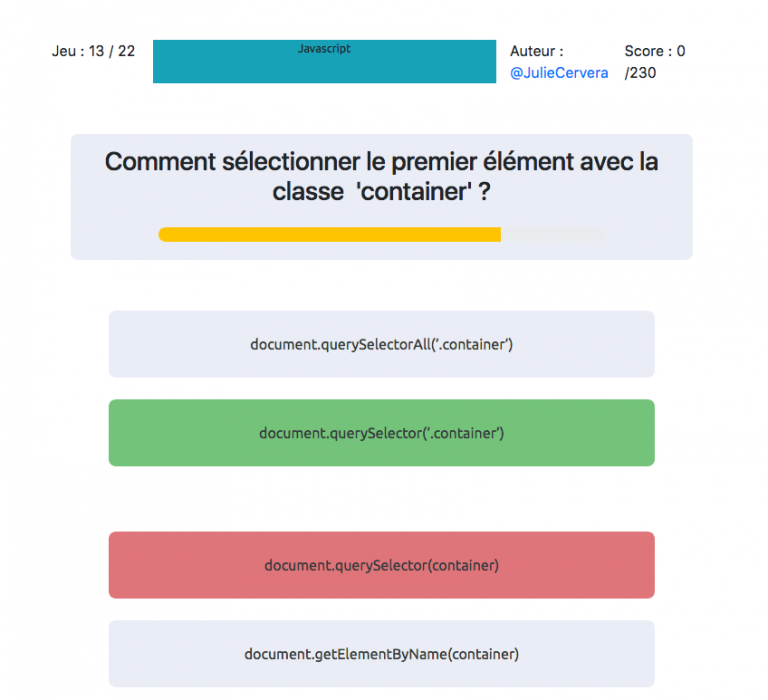 Jeu : 13 / 22
Javascript
Auteur :
@JulieCervera
Score : 0
/230
Comment sélectionner le premier élément avec la
classe 'container' ?
document.querySelectorAll(‘.container’)
document.querySelector(‘.container’)
document.querySelector(container)
document.getElementByName(container)